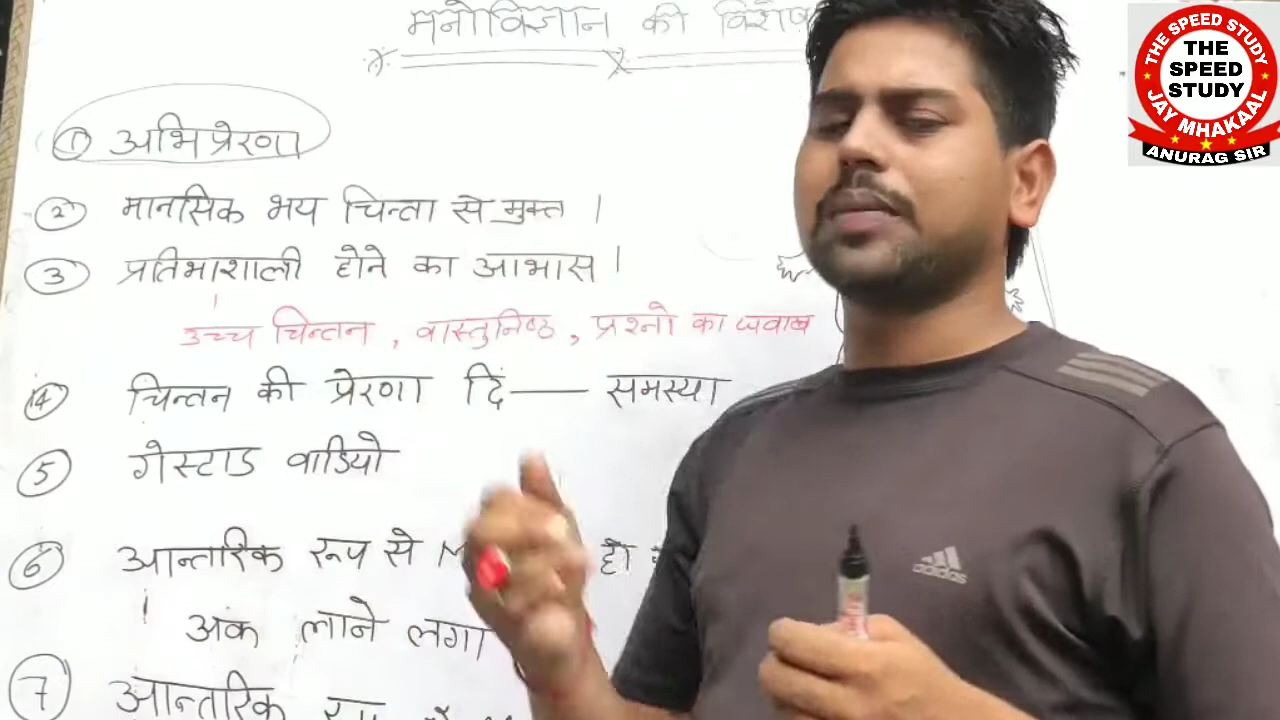 मनोविज्ञान की विशेष
① अभिप्रेरणा
② मानसिक भय चिन्ता से मुक्त ।
③ प्रतिभाशाली होने का आभास ।
उच्च चिन्तन , वास्तुनिष्ठ , प्रश्नो का जवाब
④ चिन्तन की प्रेरणा दि — समस्या
⑤ गेस्टाड वाडियो
⑥ आन्तरिक रूप से M हो
अंक लाने लगा
⑦ आन्तरिक
THE SPEED STUDY
THE
SPEED
STUDY
JAY MHAKAAL
ANURAG SIR
adidas